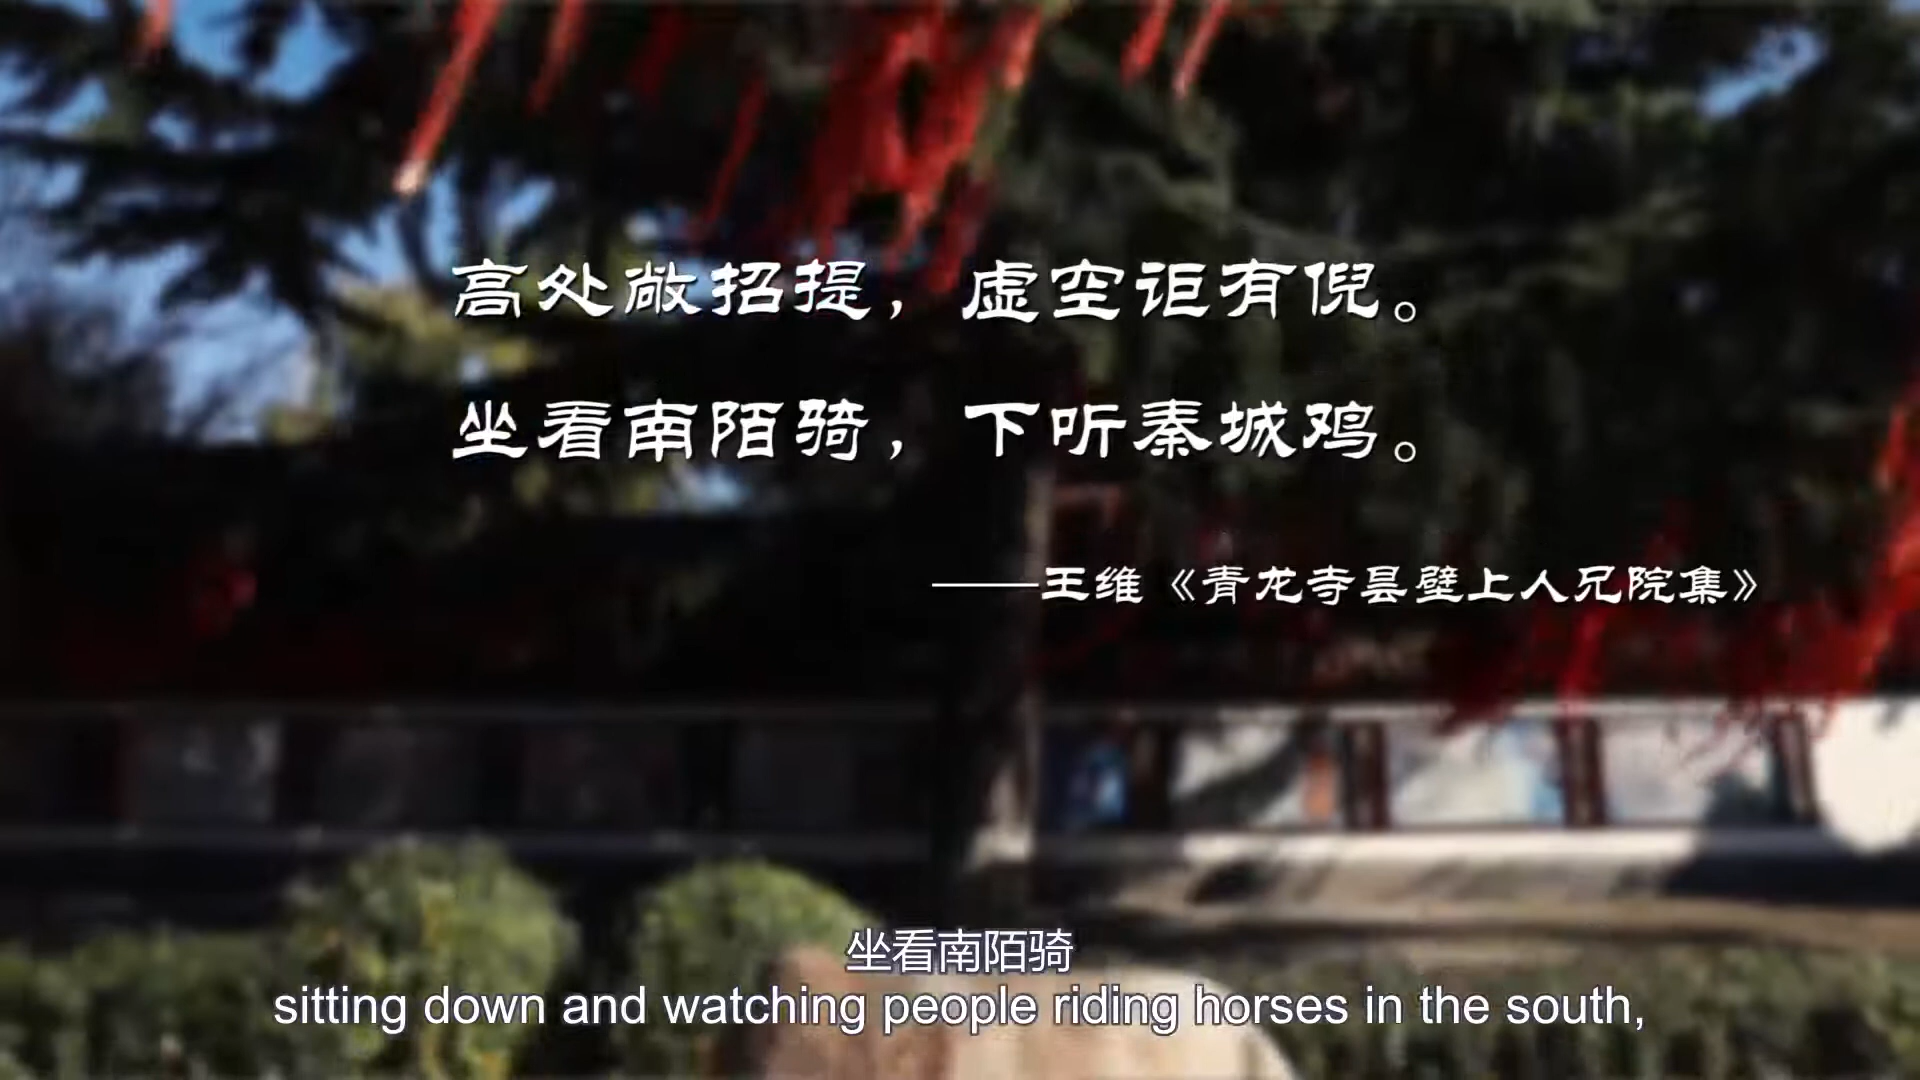 高处敞招提，虚空讵有倪。
坐看南陌骑，下听秦城鸡。
——王维《青龙寺昙壁上人兄院集》
坐看南陌骑
sitting down and watching people riding horses in the south,